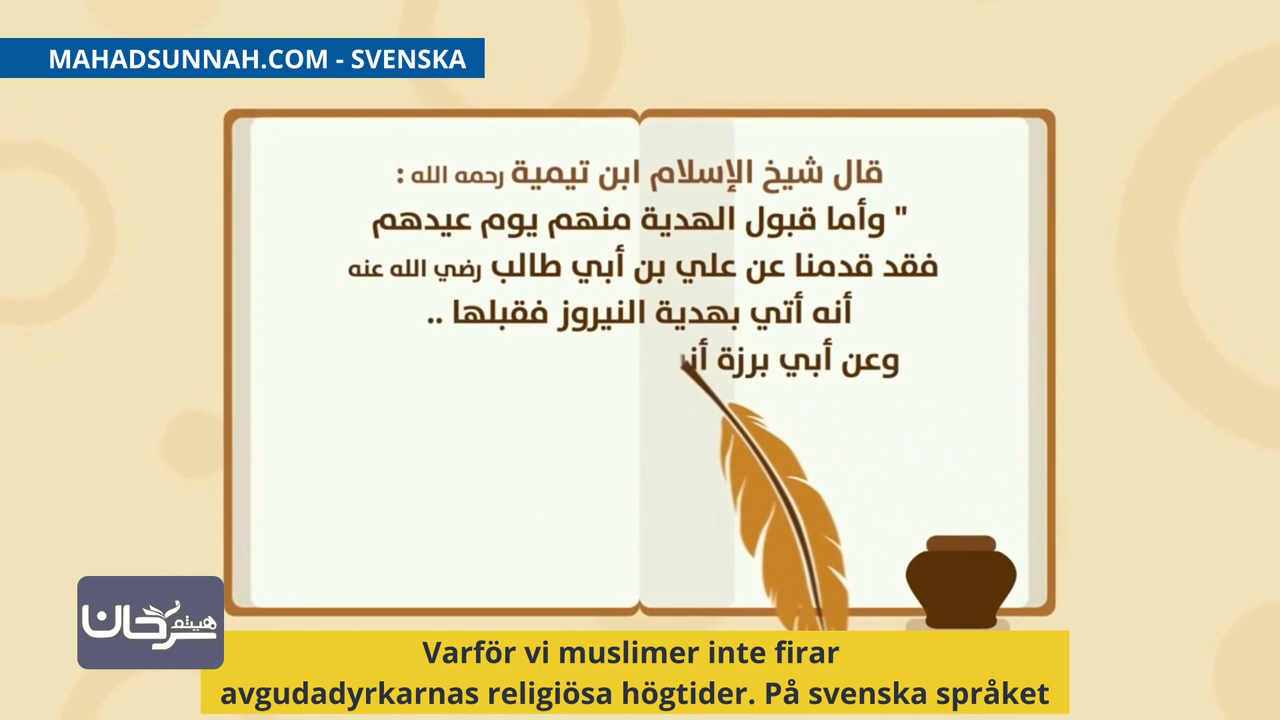 MAHADSUNNAH.COM - SVENSKA
قال شيخ الإسلام ابن تيمية رحمه الله :
" وأما قبول الهدية منهم يوم عيدهم
فقد قدمنا عن علي بن أبي طالب رضي الله عنه
أنه أتي بهدية النيروز فقبلها ..
وعن أبي برزة
هيثم سرحان
Varför vi muslimer inte firar
avgudadyrkarnas religiösa högtider. På svenska språket